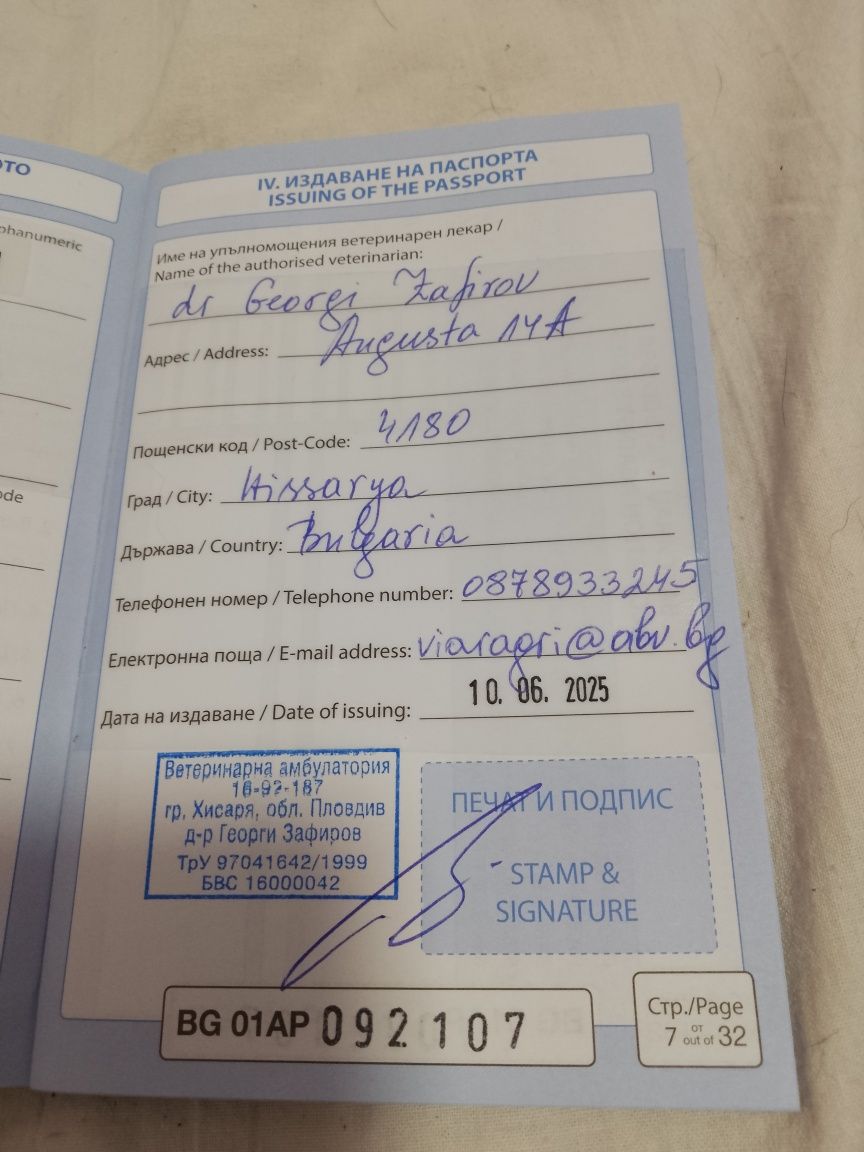 ОТО
phanumeric
ode
IV. ИЗДАВАНЕ НА ПАСПОРТА
ISSUING OF THE PASSPORT
Име на упълномощения ветеринарен лекар /
Name of the authorised veterinarian:
dr Georgi Zafirov
Адрес / Address: Augusta 14A
Пощенски код / Post-Code: 4180
Град / City: Hissarya
Държава / Country: Bulgaria
Телефонен номер / Telephone number: 0878933245
Електронна поща / E-mail address: viaragri@abv.bg
Дата на издаване / Date of issuing: 10. 06. 2025
Ветеринарна амбулатория
16-92-187
гр. Хисаря, обл. Пловдив
д-р Георги Зафиров
ТрУ 97041642/1999
БВС 16000042
ПЕЧАТ И ПОДПИС
STAMP &
SIGNATURE
BG 01AP 092107
Стр./Page
7 от out of 32